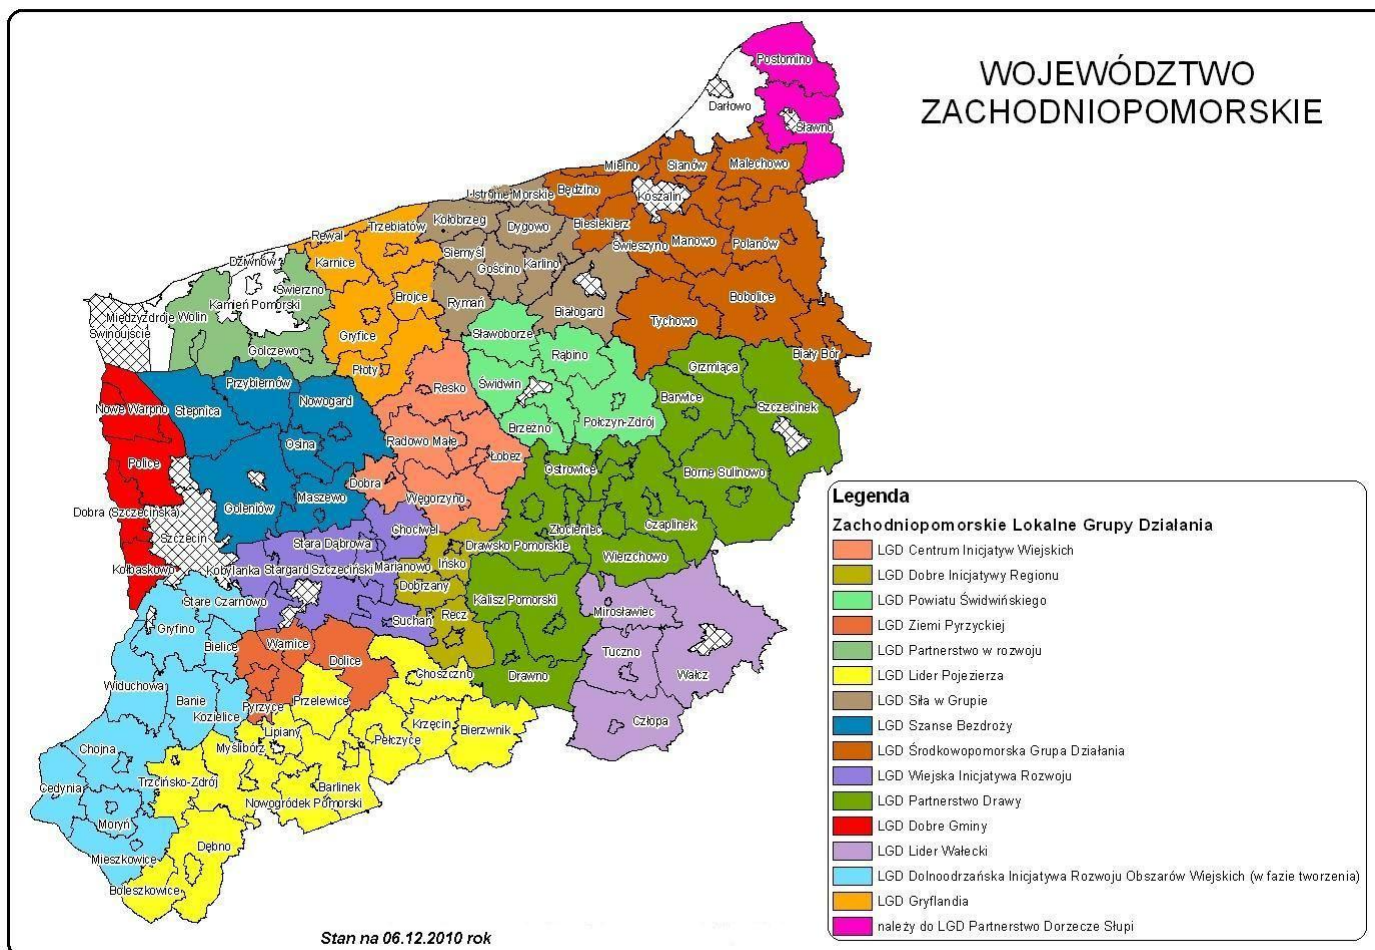 WOJEWÓDZTWO
ZACHODNIOPOMORSKIE
Postomino
Darłowo
Sławno
Mielno
Sianów
Malechowo
Ustronie Morskie
Będzino
Koszalin
Kołobrzeg
Dygowo
Biesiekierz
Trzebiatów
Rewal
Siemyśl
Świeszyno
Manowo
Polanów
Karnice
Gościno
Karlino
Dziwnów
Świerzno
Brojce
Rymań
Białogard
Bobolice
Kamień Pomorski
Międzyzdroje
Wolin
Tychowo
Świnoujście
Gryfice
Sławoborze
Golczewo
Rąbino
Biały Bór
Płoty
Grzmiąca
Przybiernów
Resko
Świdwin
Nowogard
Barwice
Szczecinek
Nowe Warpno
Stepnica
Połczyn-Zdrój
Brzeżno
Osina
Radowo Małe
Łobez
Police
Ostrowice
Borne Sulinowo
Dobra
Węgorzyno
Maszewo
Goleniów
Dobra (Szczecińska)
Chociwel
Złocieniec
Czaplinek
Szczecin
Stara Dąbrowa
Drawsko Pomorskie
Wierzchowo
Kołbaskowo
Kobylanka
Stargard Szczeciński
Marianowo
Ińsko
Dobrzany
Stare Czarnowo
Kalisz Pomorski
Mirosławiec
Gryfino
Suchań
Recz
Bielice
Warnice
Dolice
Tuczno
Wałcz
Choszczno
Drawno
Widuchowa
Banie
Kozielice
Pyrzyce
Przelewice
Krzęcin
Bierzwnik
Człopa
Lipiany
Pełczyce
Chojna
Myślibórz
Trzcińsko-Zdrój
Cedynia
Barlinek
Nowogródek Pomorski
Moryń
Mieszkowice
Dębno
Boleszkowice
Stan na 06.12.2010 rok
Legenda
Zachodniopomorskie Lokalne Grupy Działania
LGD Centrum Inicjatyw Wiejskich
LGD Dobre Inicjatywy Regionu
LGD Powiatu Świdwińskiego
LGD Ziemi Pyrzyckiej
LGD Partnerstwo w rozwoju
LGD Lider Pojezierza
LGD Siła w Grupie
LGD Szanse Bezdroży
LGD Środkowopomorska Grupa Działania
LGD Wiejska Inicjatywa Rozwoju
LGD Partnerstwo Drawy
LGD Dobre Gminy
LGD Lider Wałecki
LGD Dolnoodrzańska Inicjatywa Rozwoju Obszarów Wiejskich (w fazie tworzenia)
LGD Gryflandia
należy do LGD Partnerstwo Dorzecze Słupi